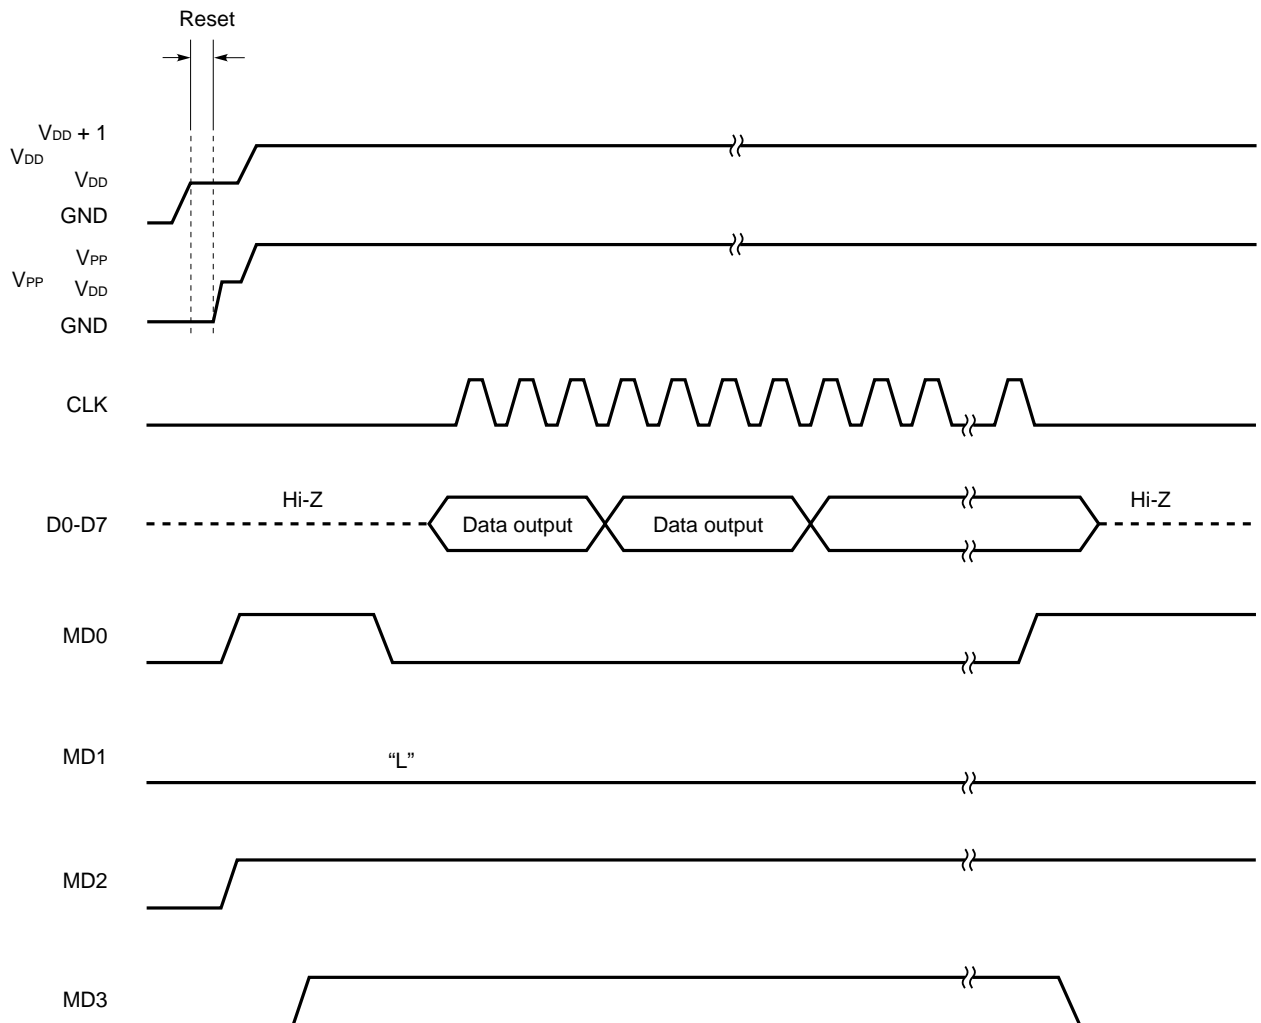 Reset
VDD + 1
VDD
VDD
GND
VPP
VPP
VDD
GND
CLK
Hi-Z
Hi-Z
D0-D7
Data output
Data output
MD0
MD1
“L”
MD2
MD3